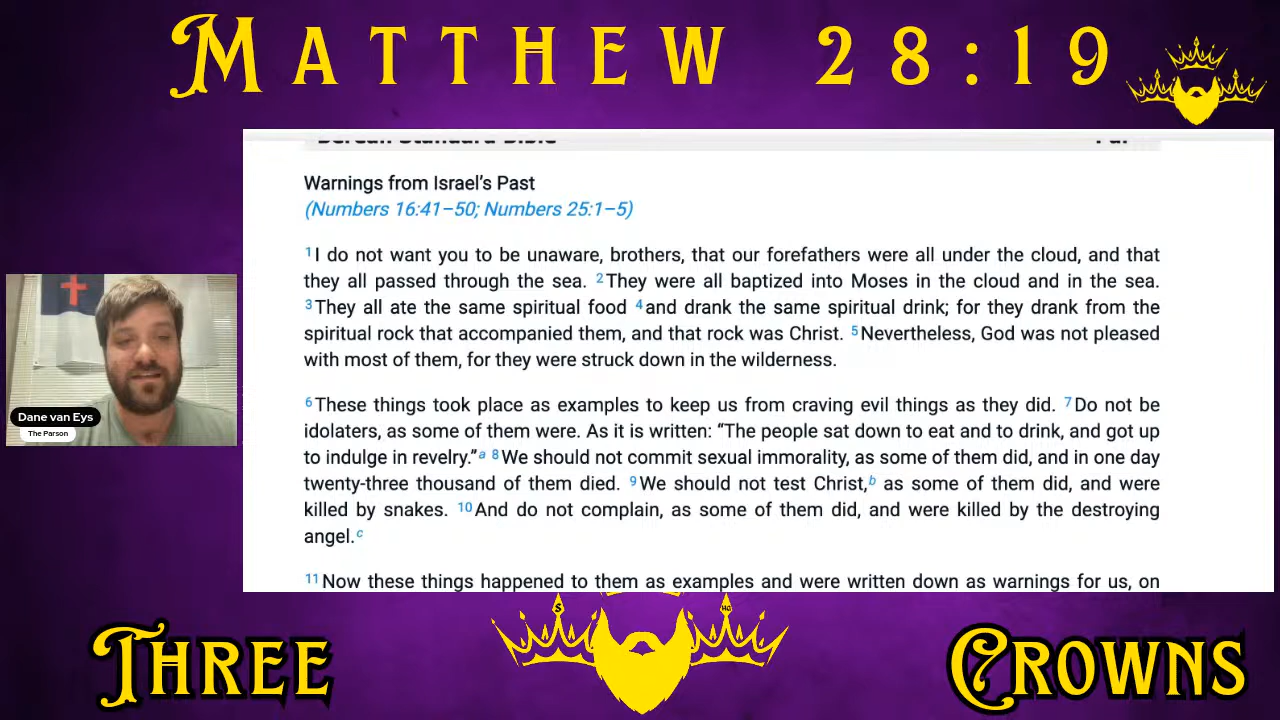 MATTHEW 28:19
Berean Standard Bible
Warnings from Israel’s Past
(Numbers 16:41–50; Numbers 25:1–5)
1 I do not want you to be unaware, brothers, that our forefathers were all under the cloud, and that
they all passed through the sea. 2 They were all baptized into Moses in the cloud and in the sea.
3 They all ate the same spiritual food 4 and drank the same spiritual drink; for they drank from the
spiritual rock that accompanied them, and that rock was Christ. 5 Nevertheless, God was not pleased
with most of them, for they were struck down in the wilderness.
6 These things took place as examples to keep us from craving evil things as they did. 7 Do not be
idolaters, as some of them were. As it is written: “The people sat down to eat and to drink, and got up
to indulge in revelry.” a 8 We should not commit sexual immorality, as some of them did, and in one day
twenty-three thousand of them died. 9 We should not test Christ, b as some of them did, and were
killed by snakes. 10 And do not complain, as some of them did, and were killed by the destroying
angel. c
11 Now these things happened to them as examples and were written down as warnings for us, on
Dane van Eys
The Parson
S HG
THREE CROWNS